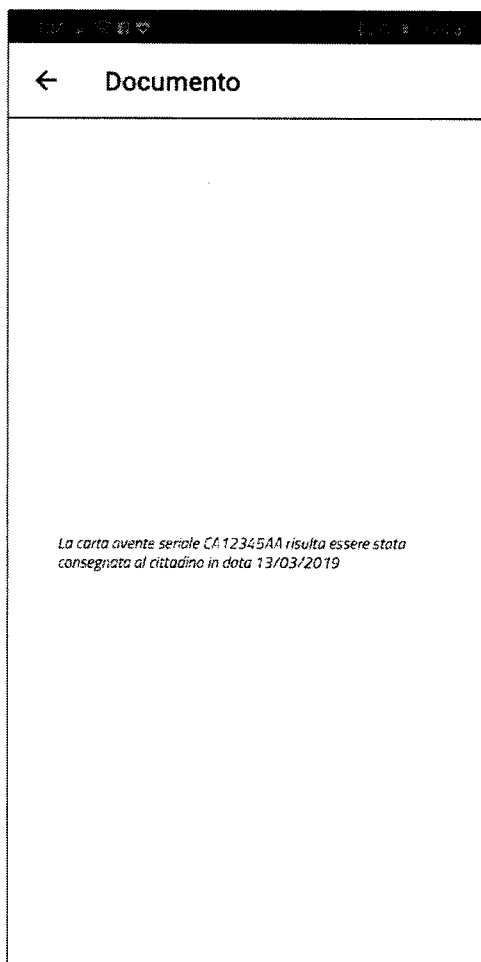 Documento
La carta avente seriale CA12345AA risulta essere stata
consegnata al cittadino in data 13/03/2019